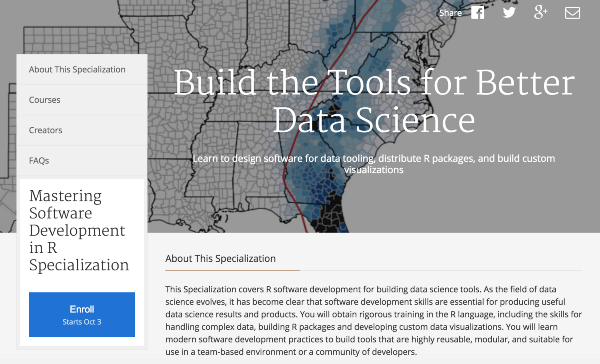 Share
About This Specialization
Courses
Creators
FAQs
Mastering
Software
Development
in R
Specialization
Enroll
Starts Oct 3
Build the Tools for Better
Data Science
Learn to design software for data tooling, distribute R packages, and build custom
visualizations
About This Specialization
This Specialization covers R software development for building data science tools. As the field of data
science evolves, it has become clear that software development skills are essential for producing useful
data science results and products. You will obtain rigorous training in the R language, including the skills for
handling complex data, building R packages and developing custom data visualizations. You will learn
modern software development practices to build tools that are highly reusable, modular, and suitable for
use in a team-based environment or a community of developers.